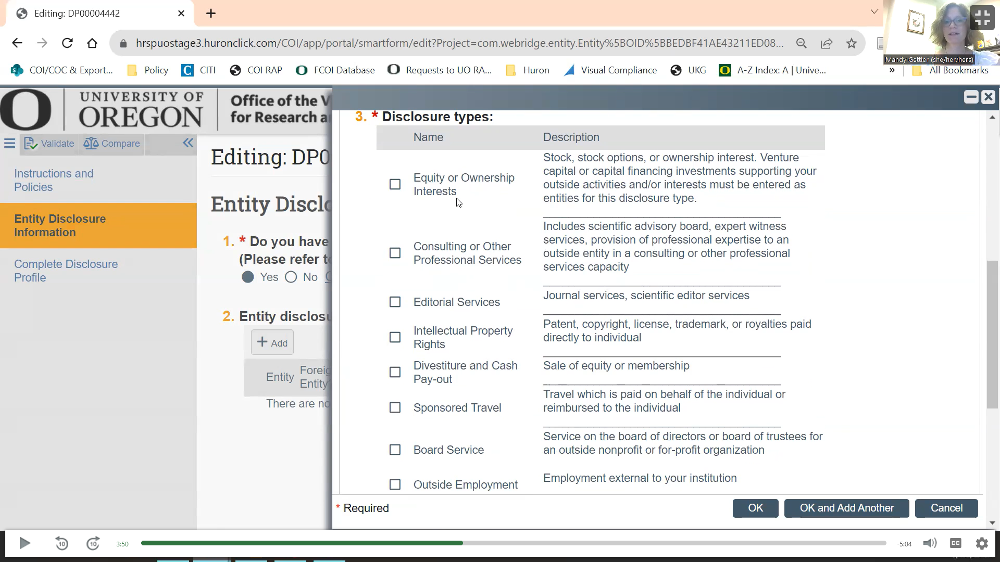 Editing: DP00004442
hrspuostage3.huronclick.com/COI/app/portal/smartform/edit?Project=com.webridge.entity.Entity%5BOID%5BBEDBF41AE43211ED08...
Mandy Gettler (she/her/hers)
COI/COC & Export...
Policy
CITI
COI RAP
FCOI Database
Requests to UO RA...
Huron
Visual Compliance
UKG
A-Z Index: A | Unive...
»
All Bookmarks
UNIVERSITY OF
OREGON
Office of the V
for Research a
Validate
Compare
Instructions and
Policies
Entity Disclosure
Information
Complete Disclosure
Profile
Editing: DP0
Entity Disclo
1. * Do you have
(Please refer to
Yes
No
2. Entity disclosu
+ Add
Entity
Foreig
Entity
There are no
3. * Disclosure types:
Name
Description
Equity or Ownership
Interests
Stock, stock options, or ownership interest. Venture
capital or capital financing investments supporting your
outside activities and/or interests must be entered as
entities for this disclosure type.
Consulting or Other
Professional Services
Includes scientific advisory board, expert witness
services, provision of professional expertise to an
outside entity in a consulting or other professional
services capacity
Editorial Services
Journal services, scientific editor services
Intellectual Property
Rights
Patent, copyright, license, trademark, or royalties paid
directly to individual
Divestiture and Cash
Pay-out
Sale of equity or membership
Sponsored Travel
Travel which is paid on behalf of the individual or
reimbursed to the individual
Board Service
Service on the board of directors or board of trustees for
an outside nonprofit or for-profit organization
Outside Employment
Employment external to your institution
* Required
OK
OK and Add Another
Cancel
10
10
3:50
-5:04
CC